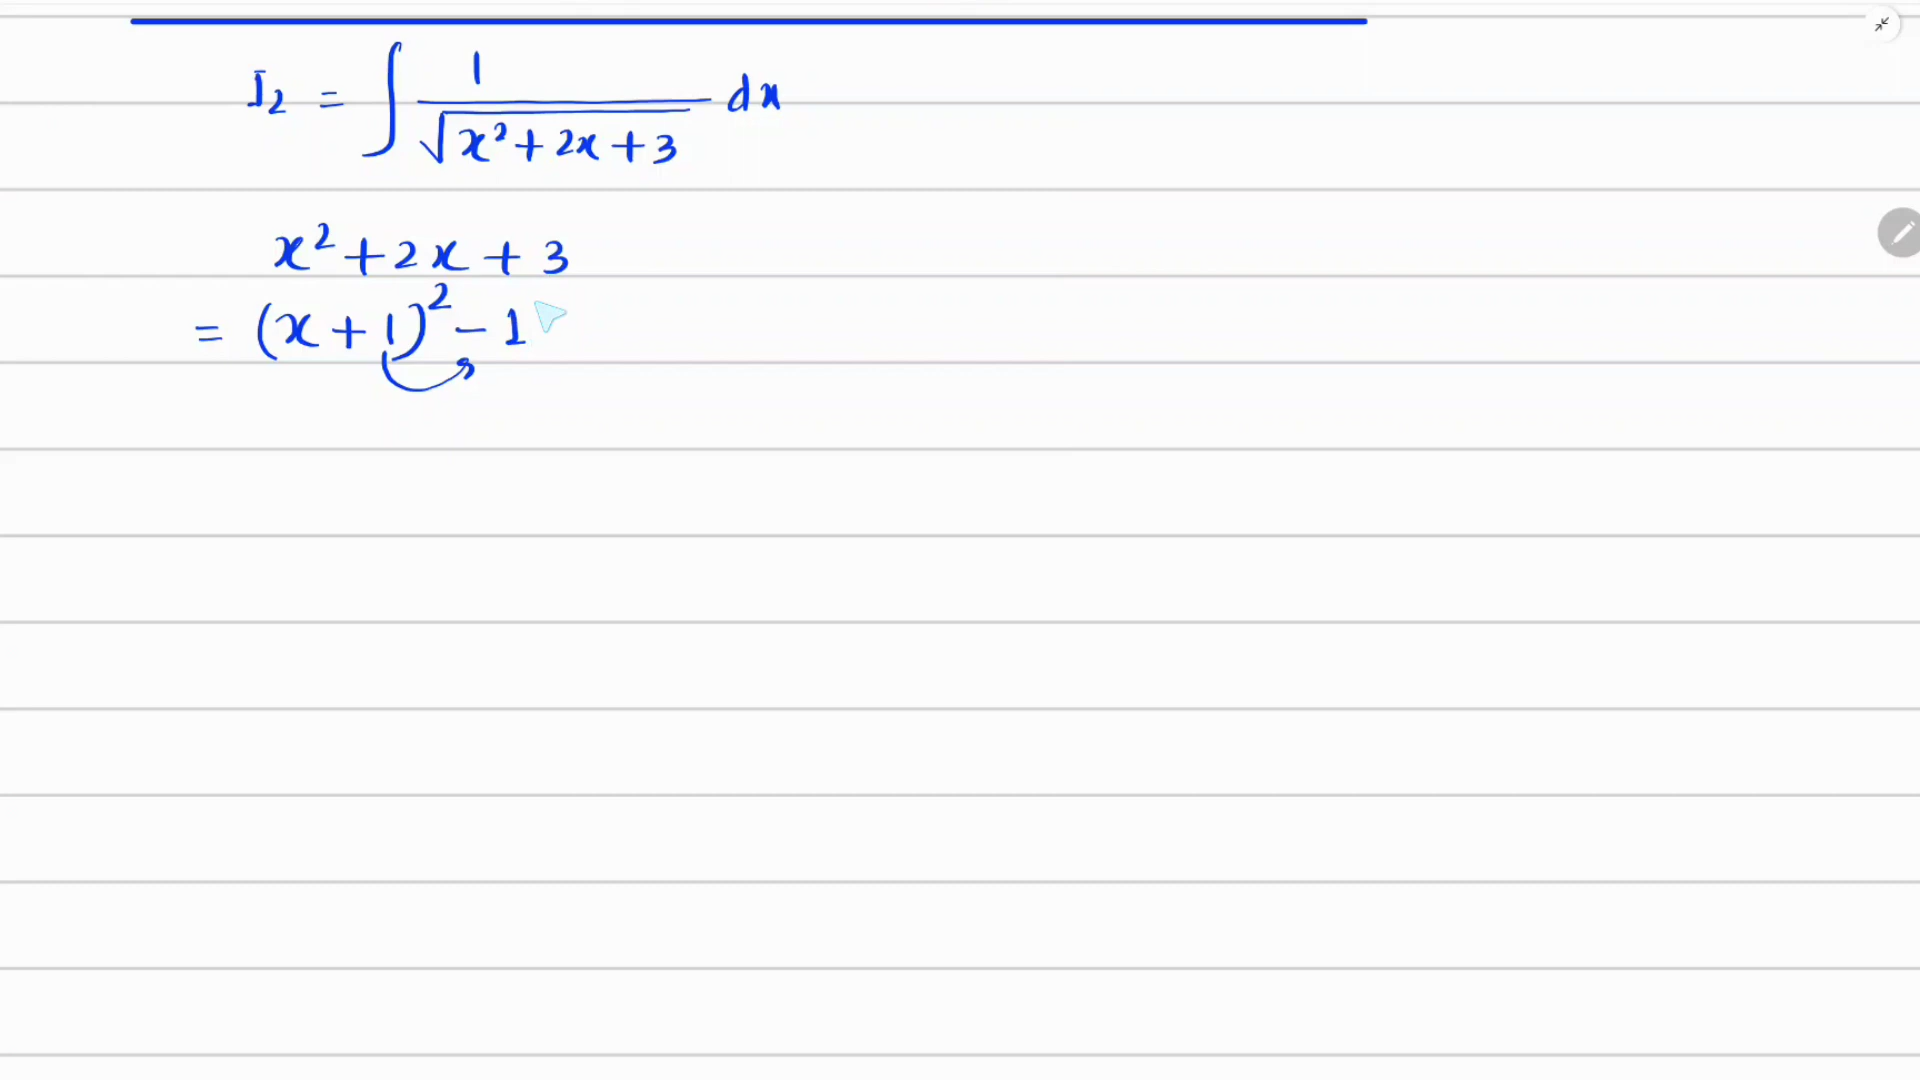 I₂ = ∫ 1/√(x² + 2x + 3) dx
x² + 2x + 3
= (x + 1)² - 1